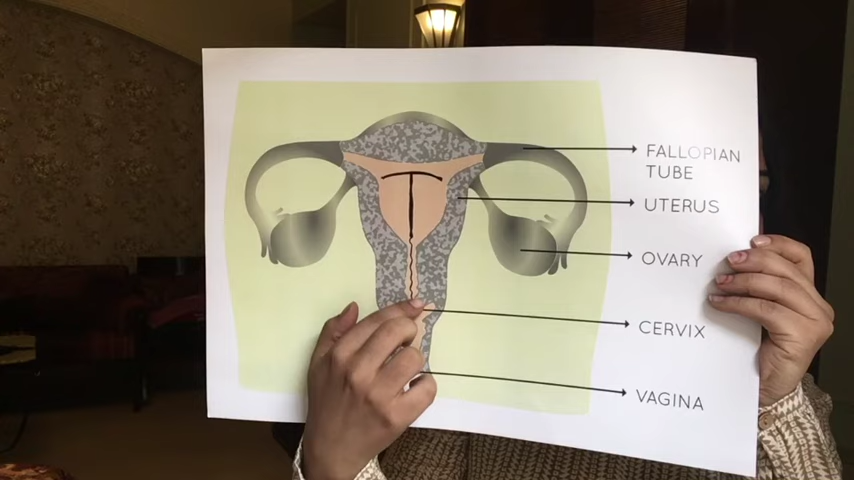 FALLOPIAN
TUBE
UTERUS
OVARY
CERVIX
VAGINA